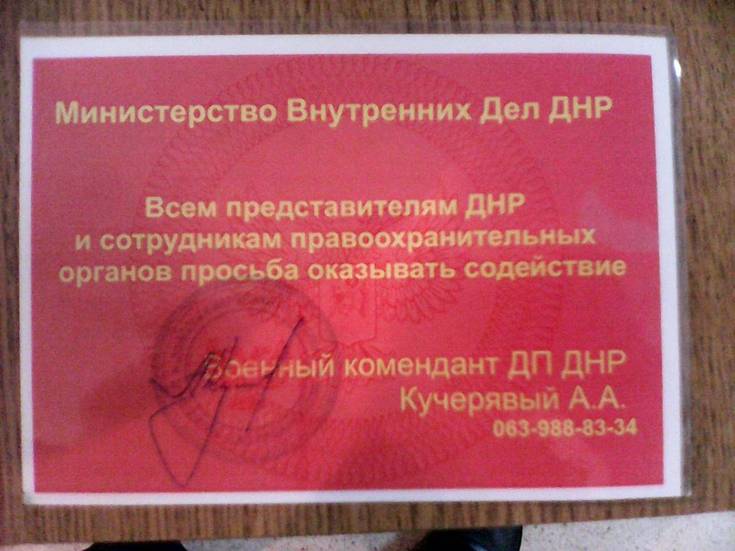 Министерство Внутренних Дел ДНР
Всем представителям ДНР
и сотрудникам правоохранительных
органов просьба оказывать содействие
Военный комендант ДП ДНР
Кучерявый А.А.
063-988-83-34